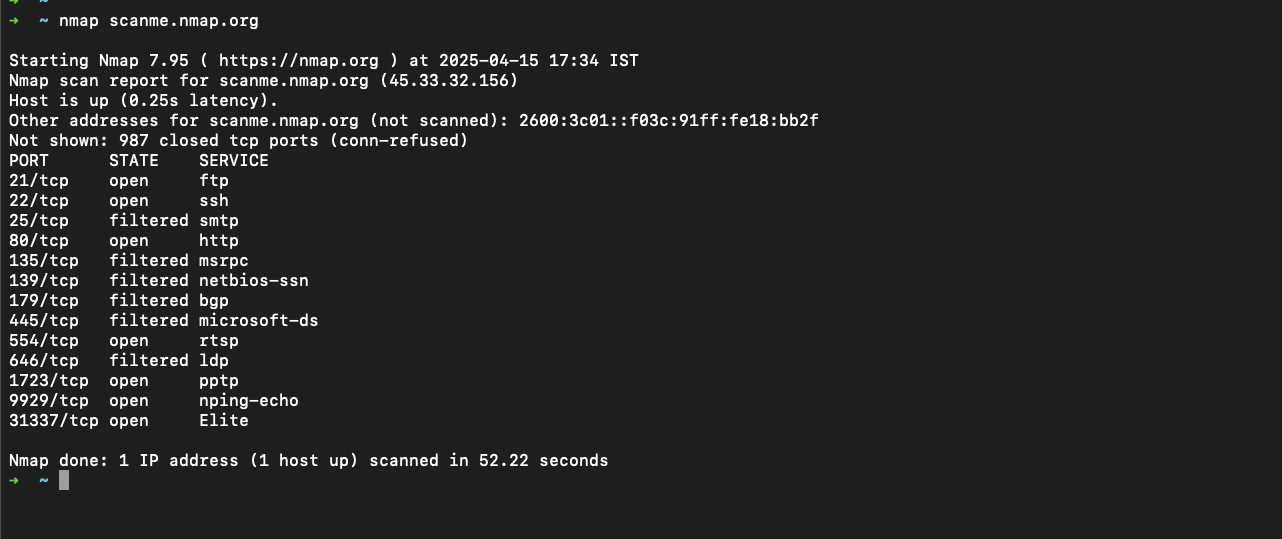 ➜  ~ nmap scanme.nmap.org
Starting Nmap 7.95 ( https://nmap.org ) at 2025-04-15 17:34 IST
Nmap scan report for scanme.nmap.org (45.33.32.156)
Host is up (0.25s latency).
Other addresses for scanme.nmap.org (not scanned): 2600:3c01::f03c:91ff:fe18:bb2f
Not shown: 987 closed tcp ports (conn-refused)
PORT      STATE    SERVICE
21/tcp    open     ftp
22/tcp    open     ssh
25/tcp    filtered smtp
80/tcp    open     http
135/tcp   filtered msrpc
139/tcp   filtered netbios-ssn
179/tcp   filtered bgp
445/tcp   filtered microsoft-ds
554/tcp   open     rtsp
646/tcp   filtered ldp
1723/tcp  open     pptp
9929/tcp  open     nping-echo
31337/tcp open     Elite
Nmap done: 1 IP address (1 host up) scanned in 52.22 seconds
➜  ~